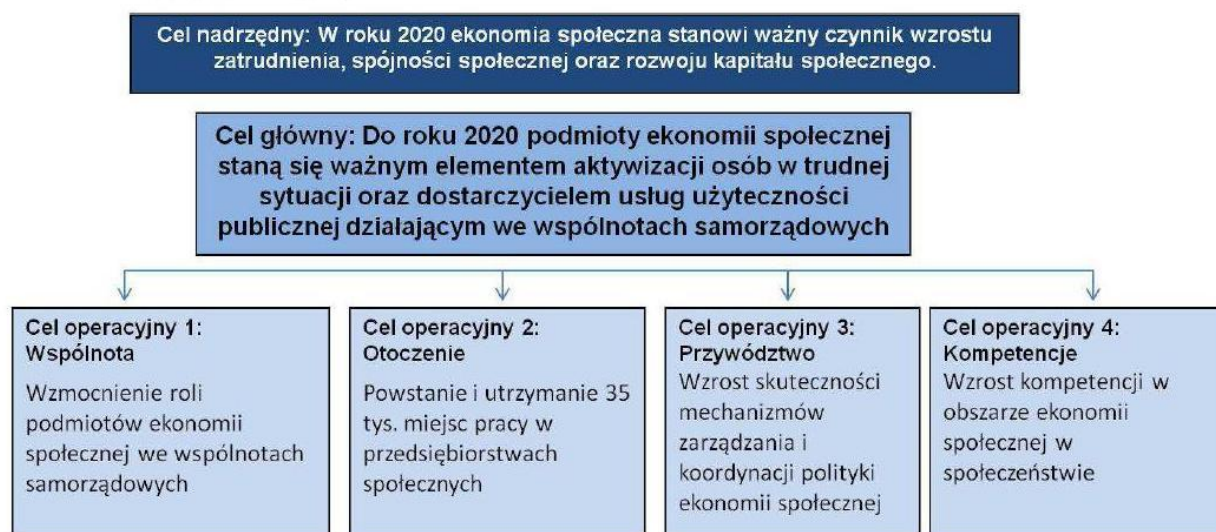 Cel nadrzędny: W roku 2020 ekonomia społeczna stanowi ważny czynnik wzrostu
zatrudnienia, spójności społecznej oraz rozwoju kapitału społecznego.
Cel główny: Do roku 2020 podmioty ekonomii społecznej
staną się ważnym elementem aktywizacji osób w trudnej
sytuacji oraz dostarczycielem usług użyteczności
publicznej działającym we wspólnotach samorządowych
Cel operacyjny 1:
Wspólnota
Wzmocnienie roli
podmiotów ekonomii
społecznej we wspólnotach
samorządowych
Cel operacyjny 2:
Otoczenie
Powstanie i utrzymanie 35
tys. miejsc pracy w
przedsiębiorstwach
społecznych
Cel operacyjny 3:
Przywództwo
Wzrost skuteczności
mechanizmów
zarządzania i
koordynacji polityki
ekonomii społecznej
Cel operacyjny 4:
Kompetencje
Wzrost kompetencji w
obszarze ekonomii
społecznej w
społeczeństwie